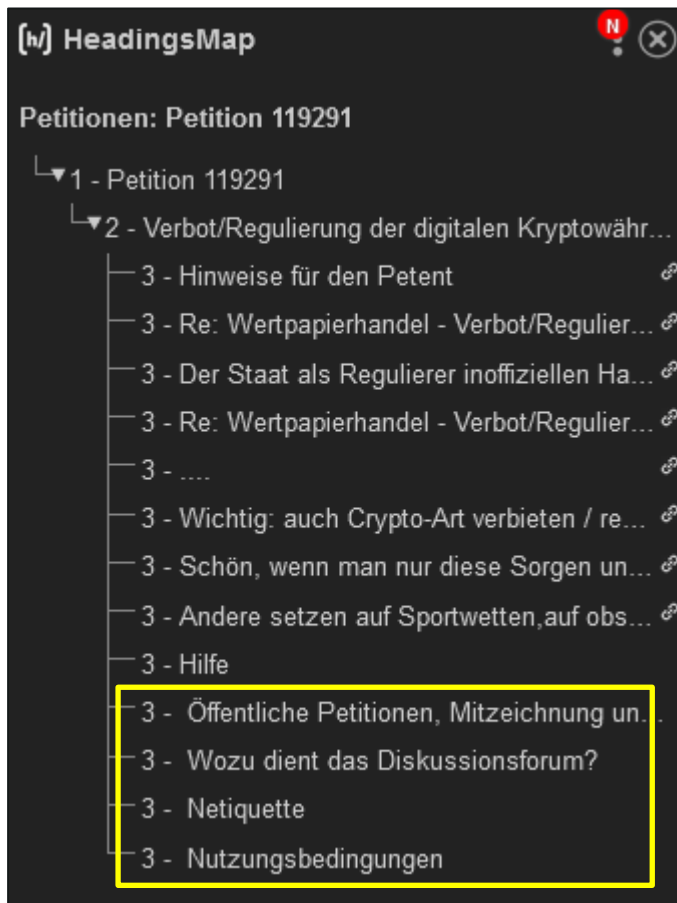 [h/] HeadingsMap
N
Petitionen: Petition 119291
1 - Petition 119291
2 - Verbot/Regulierung der digitalen Kryptowähr...
3 - Hinweise für den Petent
3 - Re: Wertpapierhandel - Verbot/Regulier...
3 - Der Staat als Regulierer inoffiziellen Ha...
3 - Re: Wertpapierhandel - Verbot/Regulier...
3 - ....
3 - Wichtig: auch Crypto-Art verbieten / re...
3 - Schön, wenn man nur diese Sorgen un...
3 - Andere setzen auf Sportwetten,auf obs...
3 - Hilfe
3 - Öffentliche Petitionen, Mitzeichnung un...
3 - Wozu dient das Diskussionsforum?
3 - Netiquette
3 - Nutzungsbedingungen